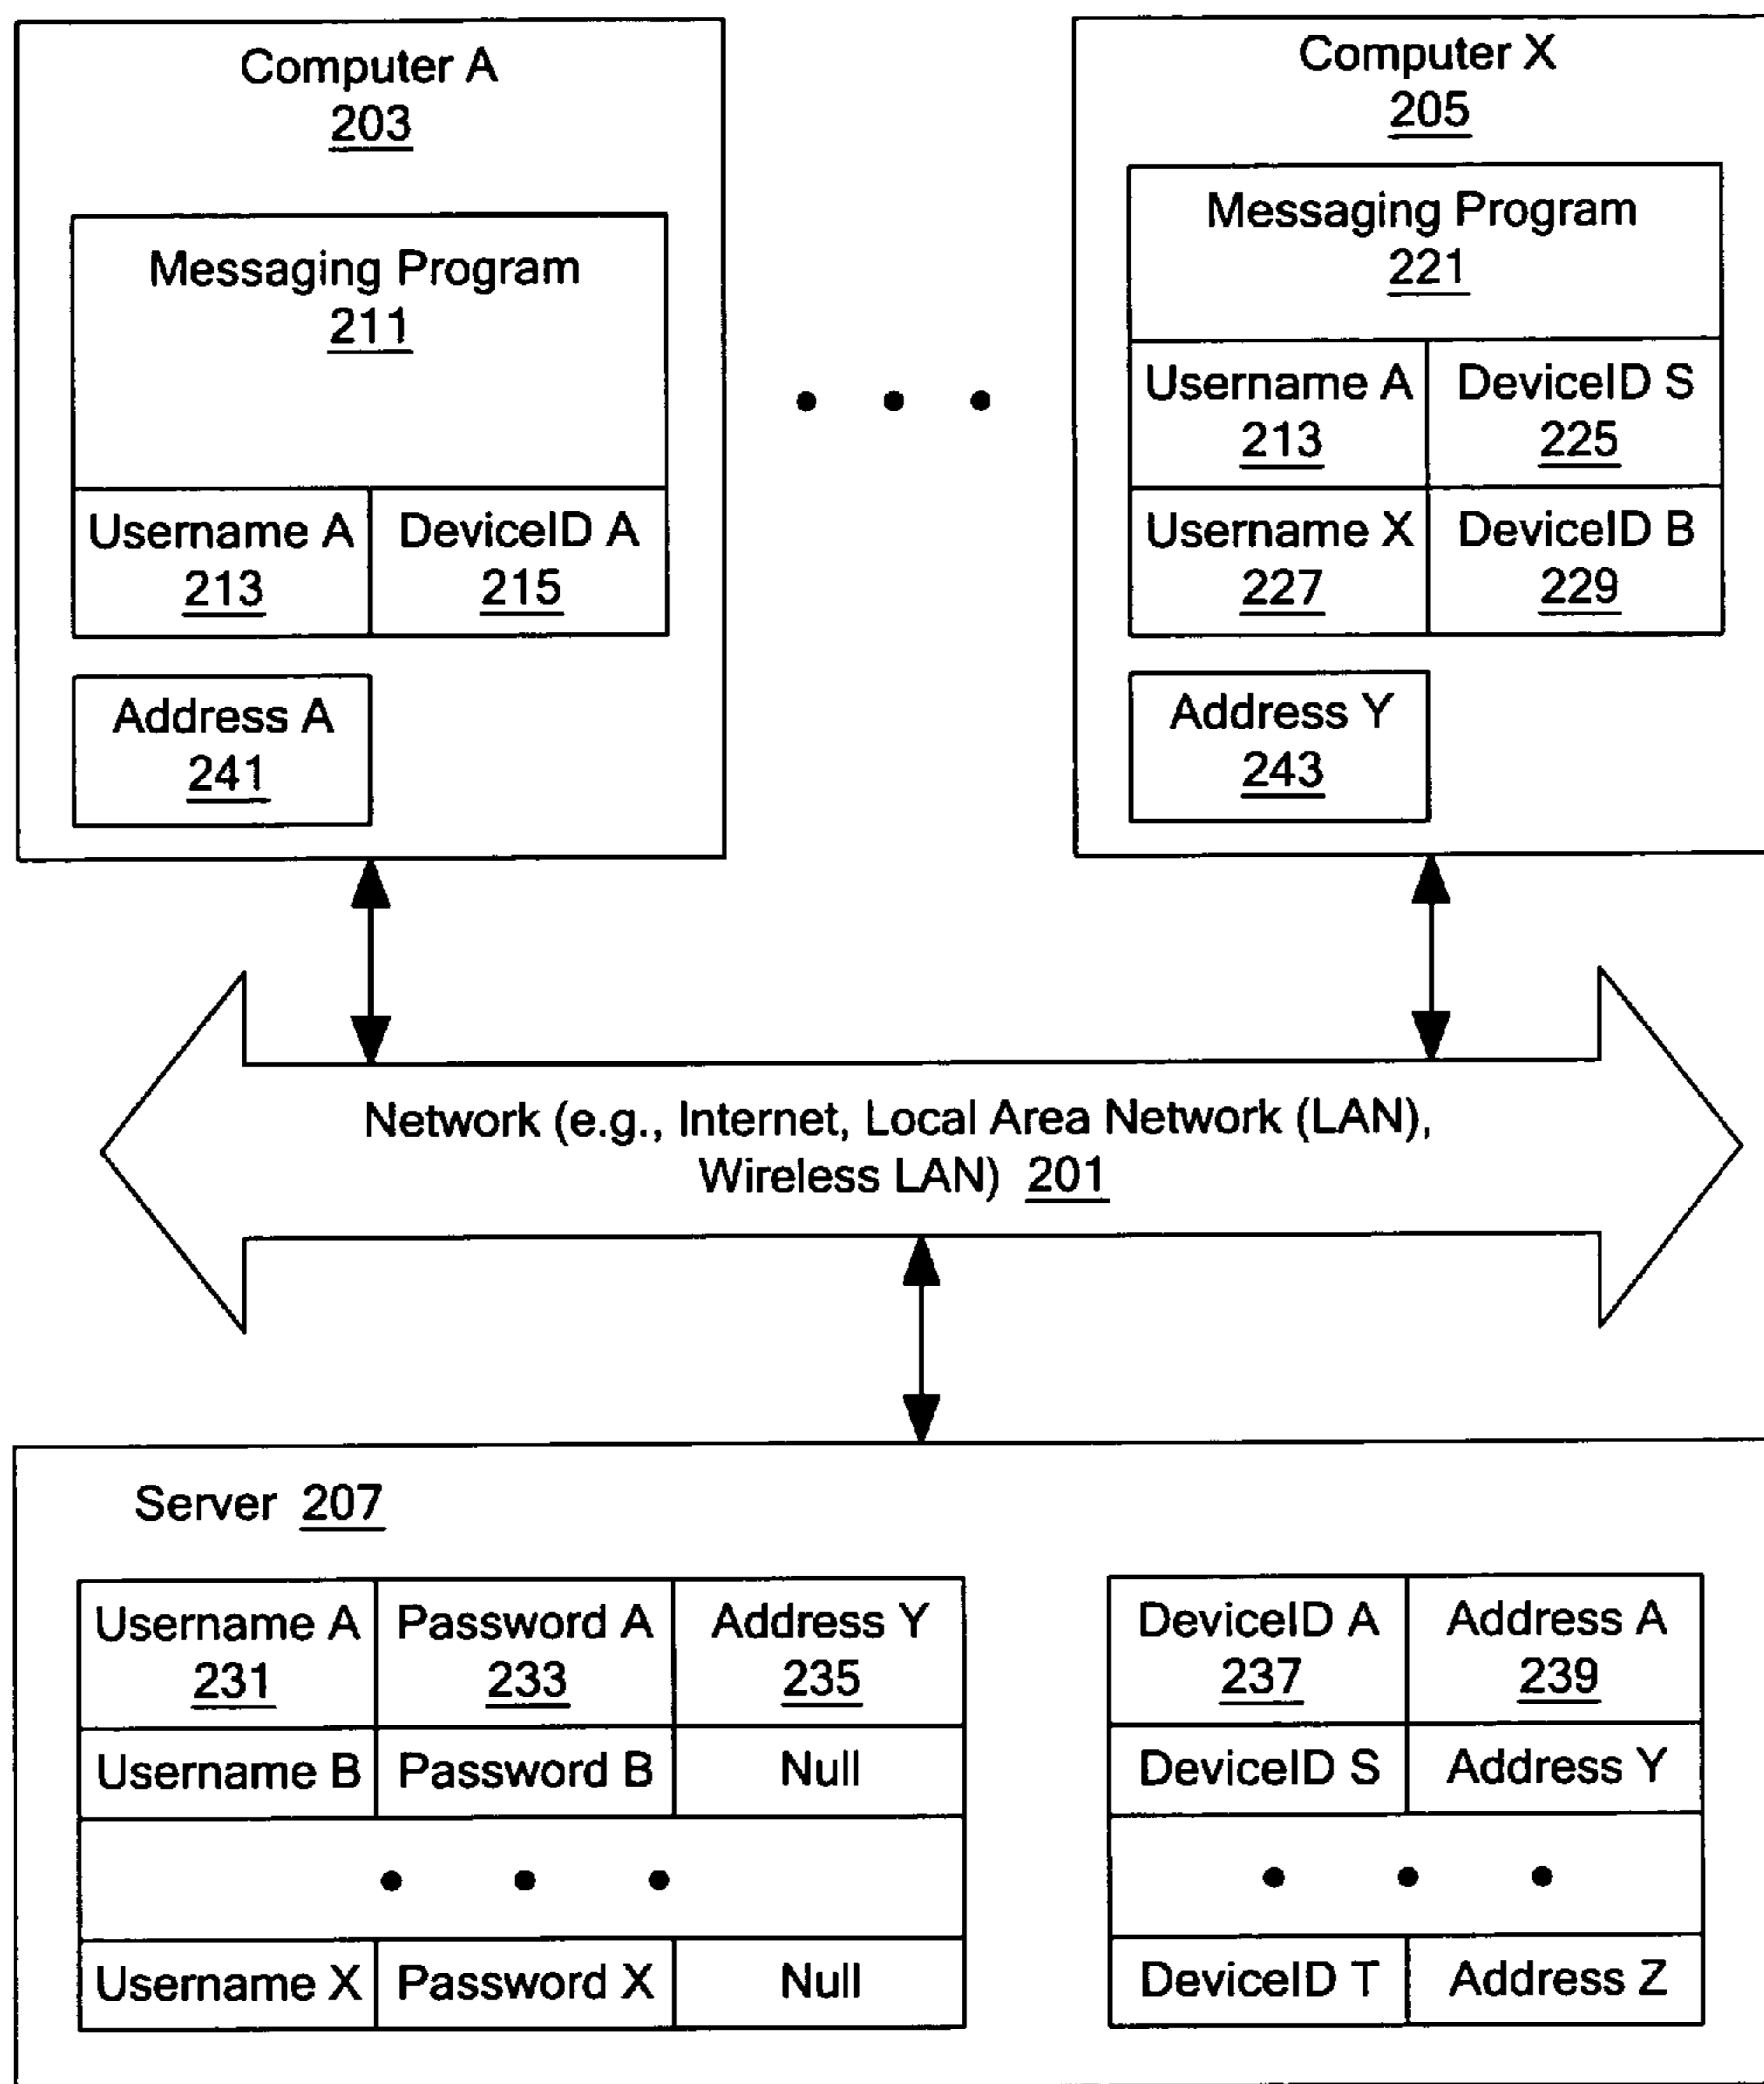 Computer A
203
Messaging Program
211
Username A
213
DeviceID A
215
Address A
241
Computer X
205
Messaging Program
221
Username A
213
DeviceID S
225
Username X
227
DeviceID B
229
Address Y
243
Network (e.g., Internet, Local Area Network (LAN),
Wireless LAN) 201
Server 207
Username A
231
Password A
233
Address Y
235
Username B
Password B
Null
Username X
Password X
Null
DeviceID A
237
Address A
239
DeviceID S
Address Y
DeviceID T
Address Z